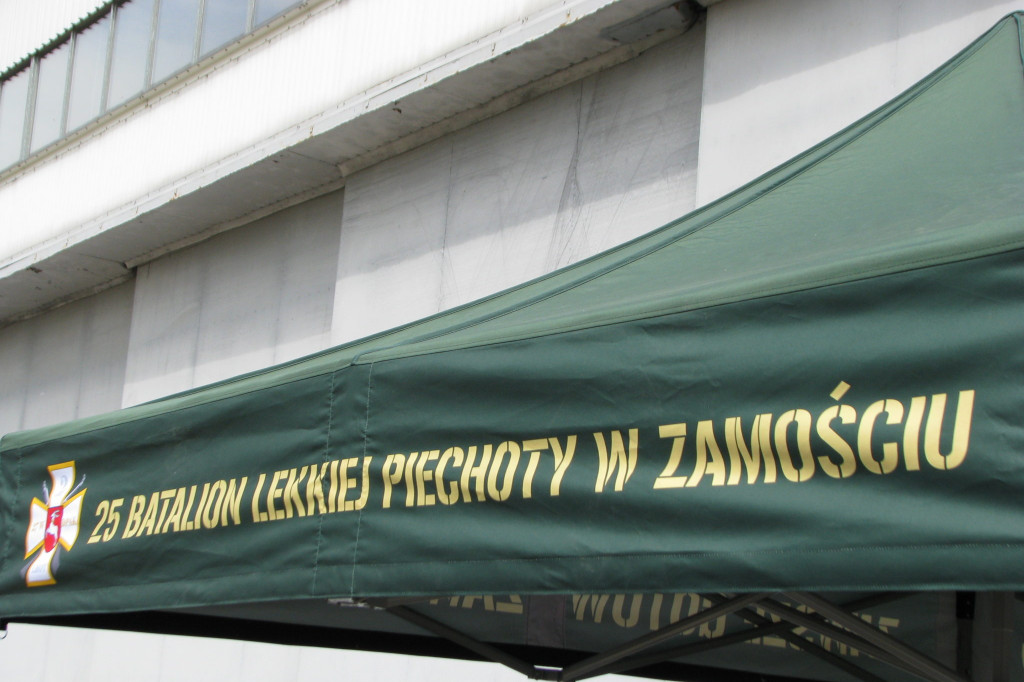 25 BATALION LEKKIEJ PIECHOTY W ZAMOŚCIU